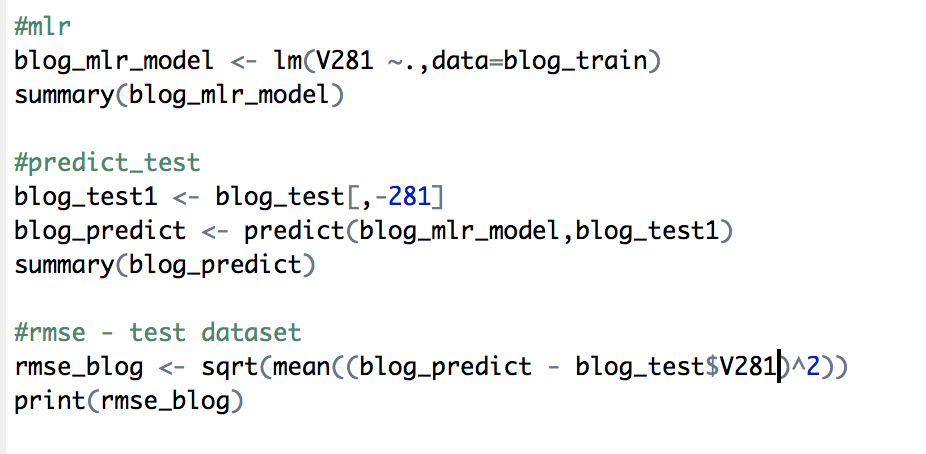 #mlr
blog_mlr_model <- lm(V281 ~.,data=blog_train)
summary(blog_mlr_model)
#predict_test
blog_test1 <- blog_test[,-281]
blog_predict <- predict(blog_mlr_model,blog_test1)
summary(blog_predict)
#rmse - test dataset
rmse_blog <- sqrt(mean((blog_predict - blog_test$V281)^2))
print(rmse_blog)